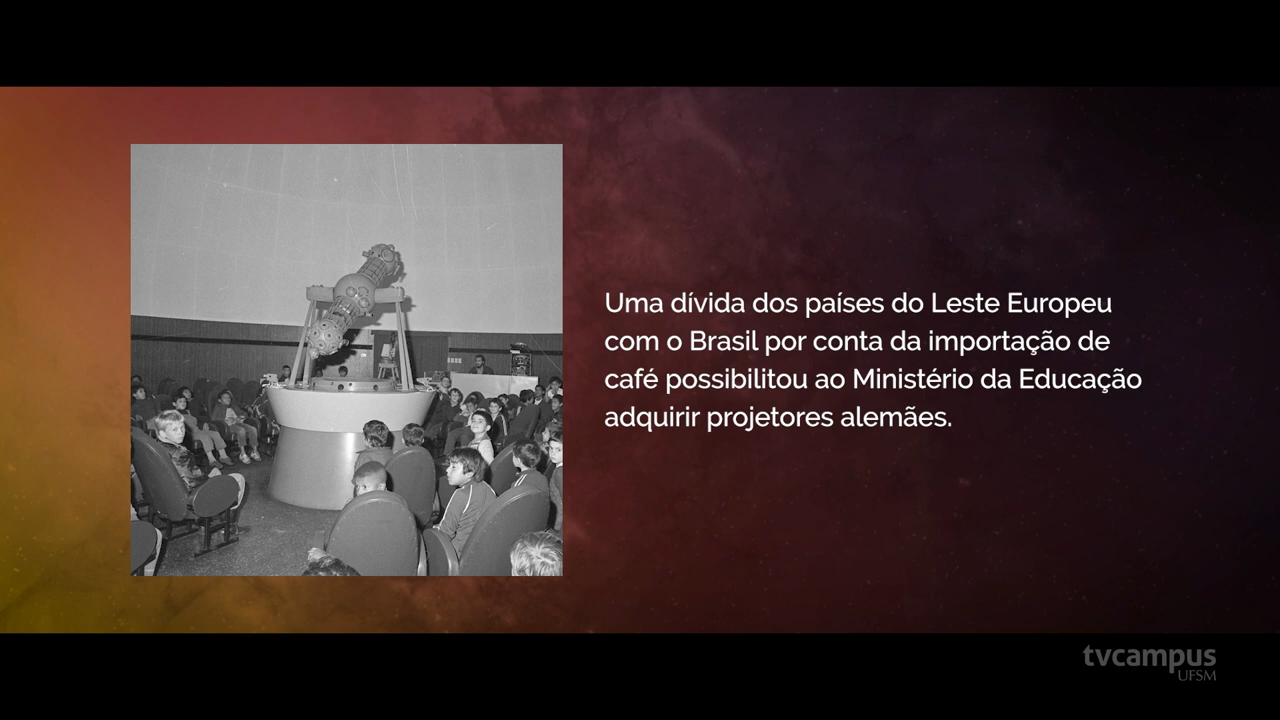 Uma dívida dos países do Leste Europeu
com o Brasil por conta da importação de
café possibilitou ao Ministério da Educação
adquirir projetores alemães.
tvcampus
UFSM